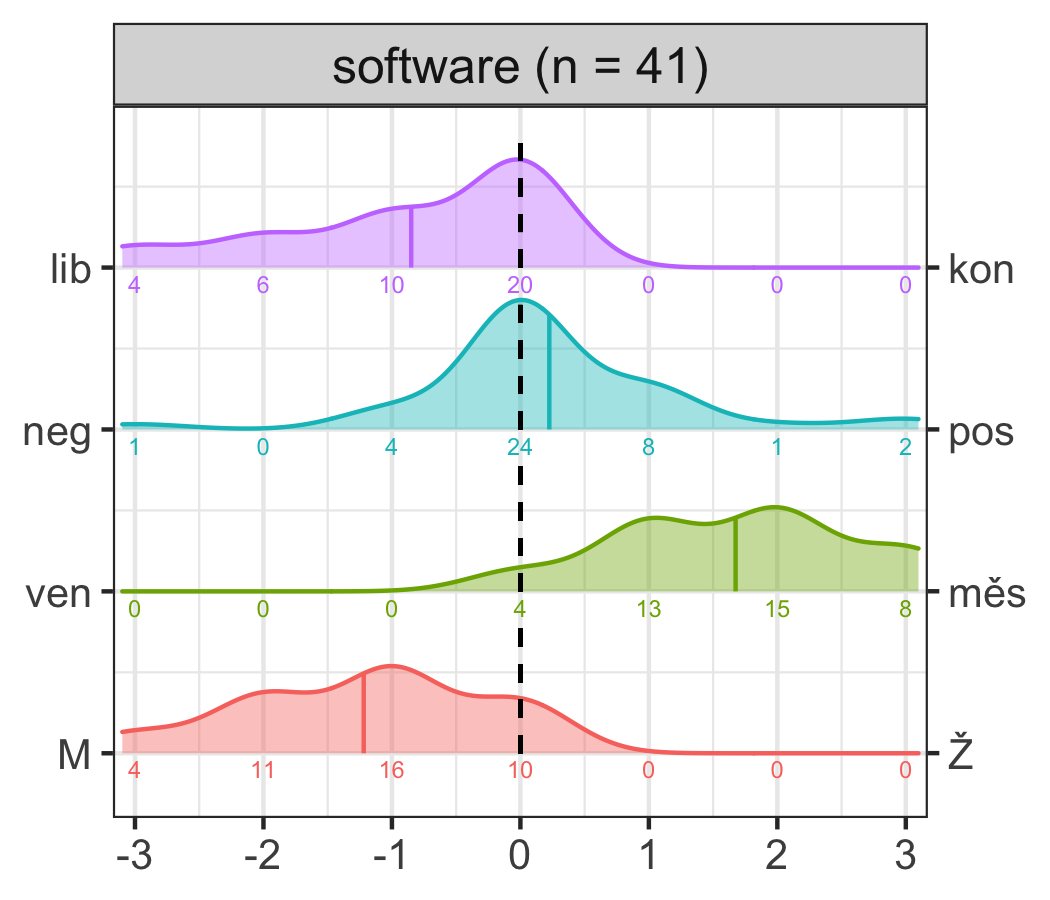 software (n = 41)
lib kon
4 6 10 20 0 0 0
neg pos
1 0 4 24 8 1 2
ven měs
0 0 0 4 13 15 8
M Ž
4 11 16 10 0 0 0
-3 -2 -1 0 1 2 3